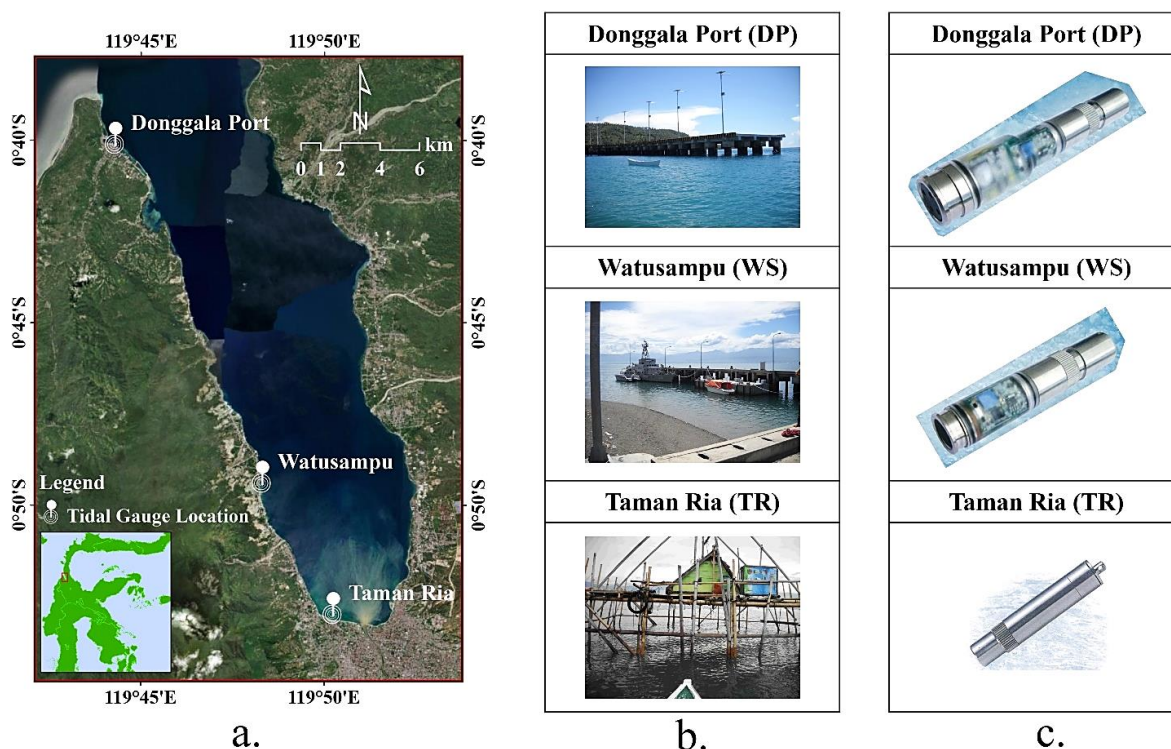 119°45'E
119°50'E
0°40'S
0°45'S
0°50'S
Donggala Port
N
km
0 1 2 4 6
Watusampu
Legend
Tidal Gauge Location
Taman Ria
0°40'S
0°45'S
0°50'S
119°45'E
119°50'E
a.
Donggala Port (DP)
Watusampu (WS)
Taman Ria (TR)
b.
Donggala Port (DP)
Watusampu (WS)
Taman Ria (TR)
c.